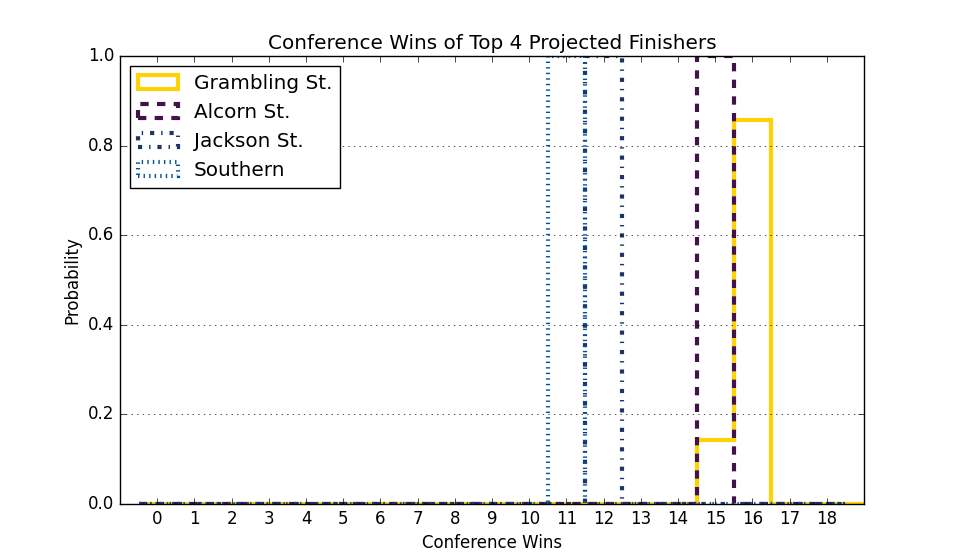 Conference Wins of Top 4 Projected Finishers
Grambling St.
Alcorn St.
Jackson St.
Southern
1.0
0.8
0.6
0.4
0.2
0.0
Probability
0 1 2 3 4 5 6 7 8 9 10 11 12 13 14 15 16 17 18
Conference Wins